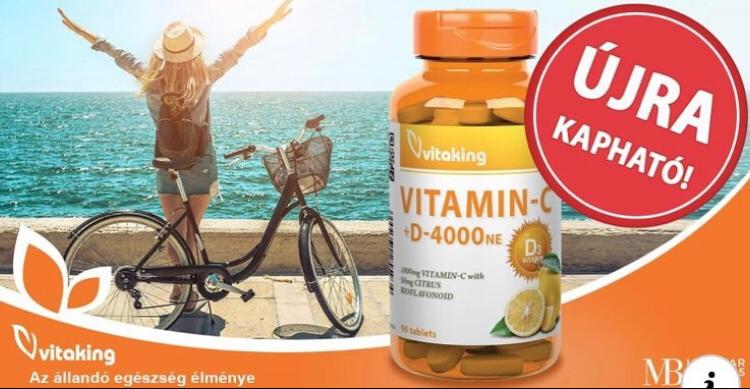 vitaking
VITAMIN-C
+D-4000NE
D3
VITAMIN
1000mg VITAMIN-C with
50mg CITRUS
BIOFLAVONOID
90 tablets
ÚJRA
KAPHATÓ!
vitaking
Az állandó egészség élménye
MB